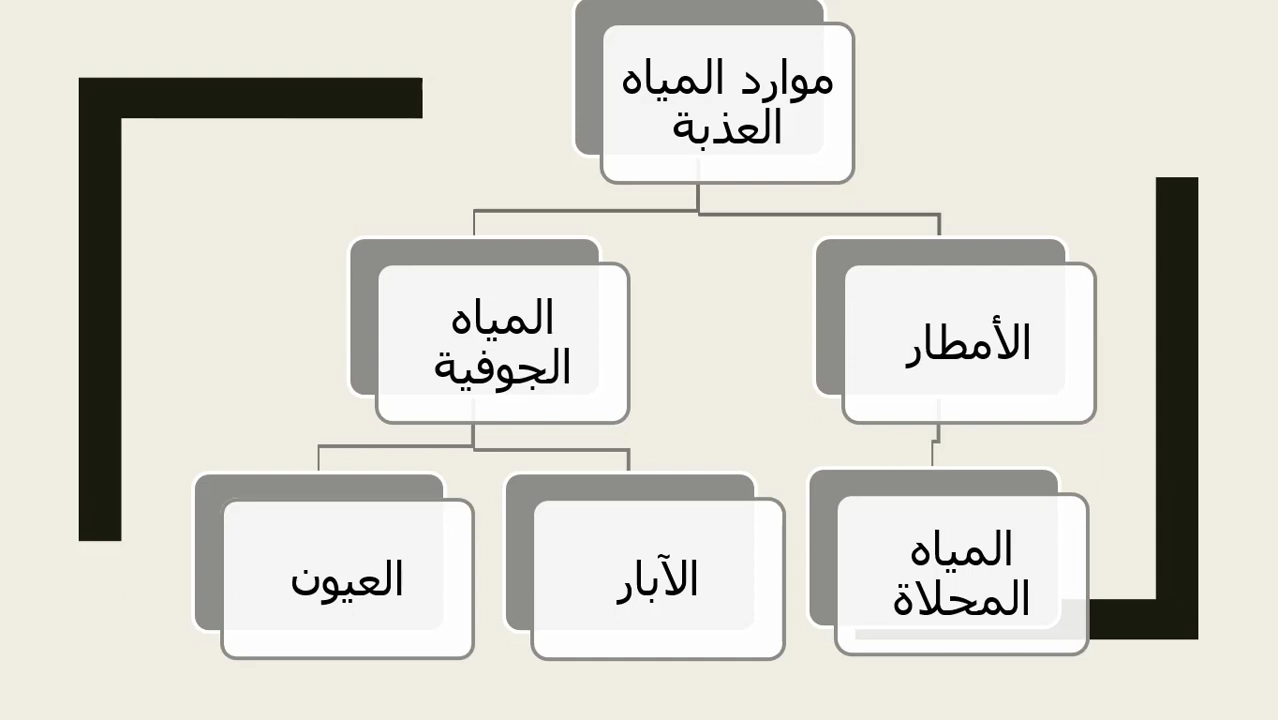 موارد المياه
العذبة
الأمطار
المياه
الجوفية
المياه
المحلاة
الآبار
العيون